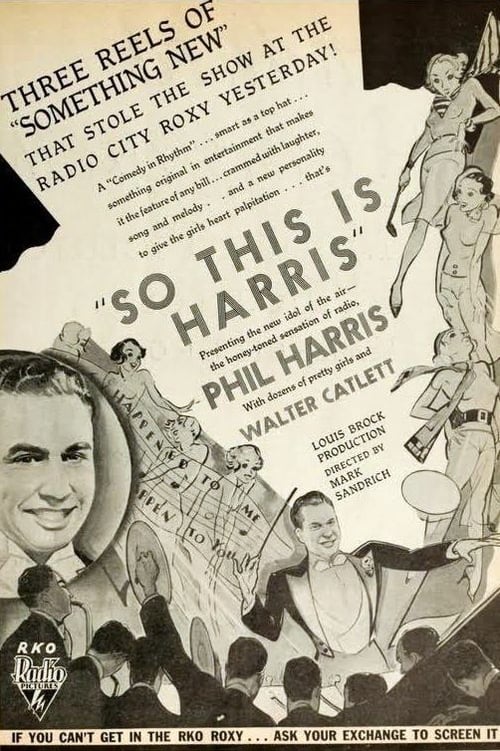 THREE REELS OF
"SOMETHING NEW"
THAT STOLE THE SHOW AT THE
RADIO CITY ROXY YESTERDAY!
A "Comedy in Rhythm" . . . smart as a top hat . . .
something original in entertainment that makes
it the feature of any bill . . . crammed with laughter,
song and melody . . and a new personality
to give the girls heart palpitation . . . . that's
"SO THIS IS
HARRIS"
Presenting the new idol of the air—
the honey-toned sensation of radio,
PHIL HARRIS
With dozens of pretty girls and
WALTER CATLETT
LOUIS BROCK
PRODUCTION
DIRECTED BY
MARK
SANDRICH
HAPPENED TO ME
PPEN TO YOU
RKO
Radio
PICTURES
IF YOU CAN'T GET IN THE RKO ROXY . . . ASK YOUR EXCHANGE TO SCREEN IT